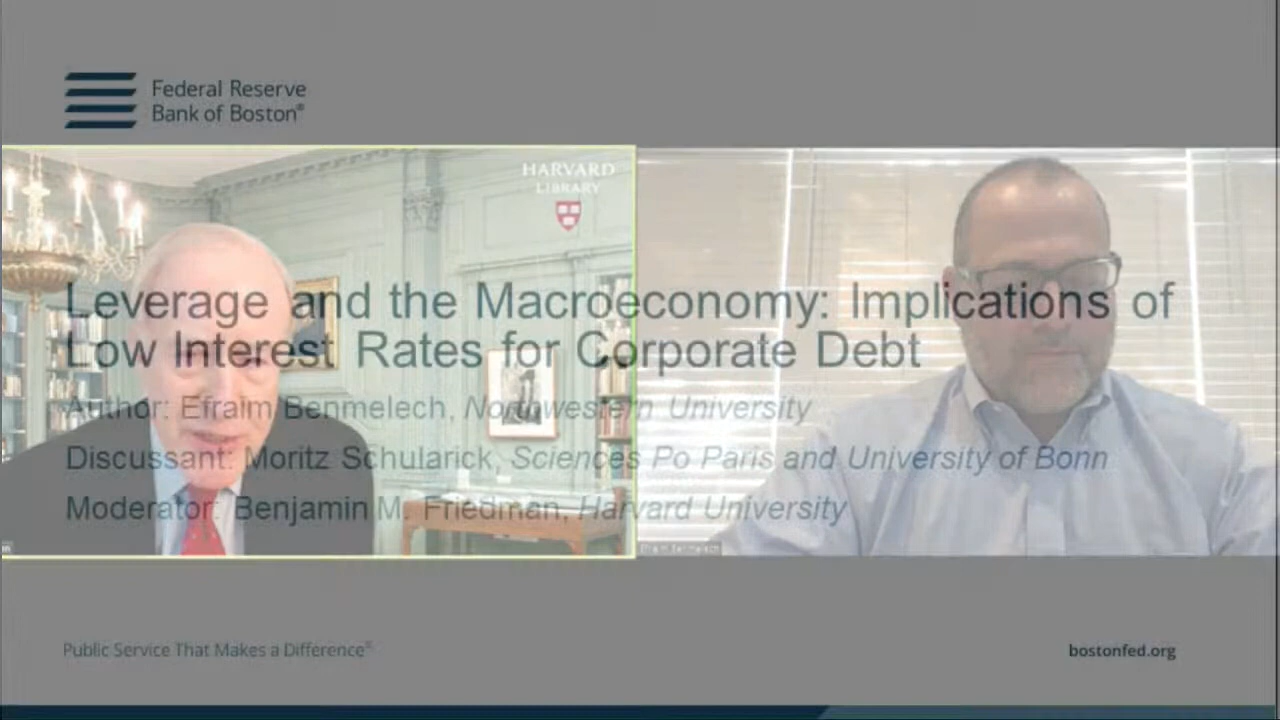 Federal Reserve
Bank of Boston®
HARVARD
LIBRARY
Leverage and the Macroeconomy: Implications of
Low Interest Rates for Corporate Debt
Author: Efraim Benmelech, Northwestern University
Discussant: Moritz Schularick, Sciences Po Paris and University of Bonn
Moderator: Benjamin M. Friedman, Harvard University
Efraim Benmelech
Public Service That Makes a Difference®
bostonfed.org